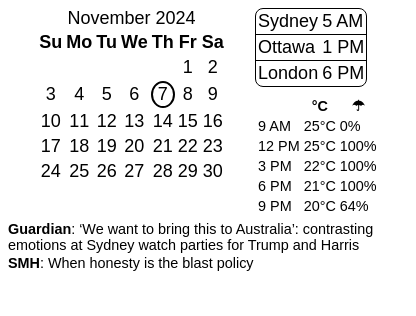 November 2024
Su Mo Tu We Th Fr Sa
1 2
3 4 5 6 7 8 9
10 11 12 13 14 15 16
17 18 19 20 21 22 23
24 25 26 27 28 29 30
Sydney 5 AM
Ottawa 1 PM
London 6 PM
°C ☂
9 AM 25°C 0%
12 PM 25°C 100%
3 PM 22°C 100%
6 PM 21°C 100%
9 PM 20°C 64%
Guardian: ‘We want to bring this to Australia’: contrasting
emotions at Sydney watch parties for Trump and Harris
SMH: When honesty is the blast policy